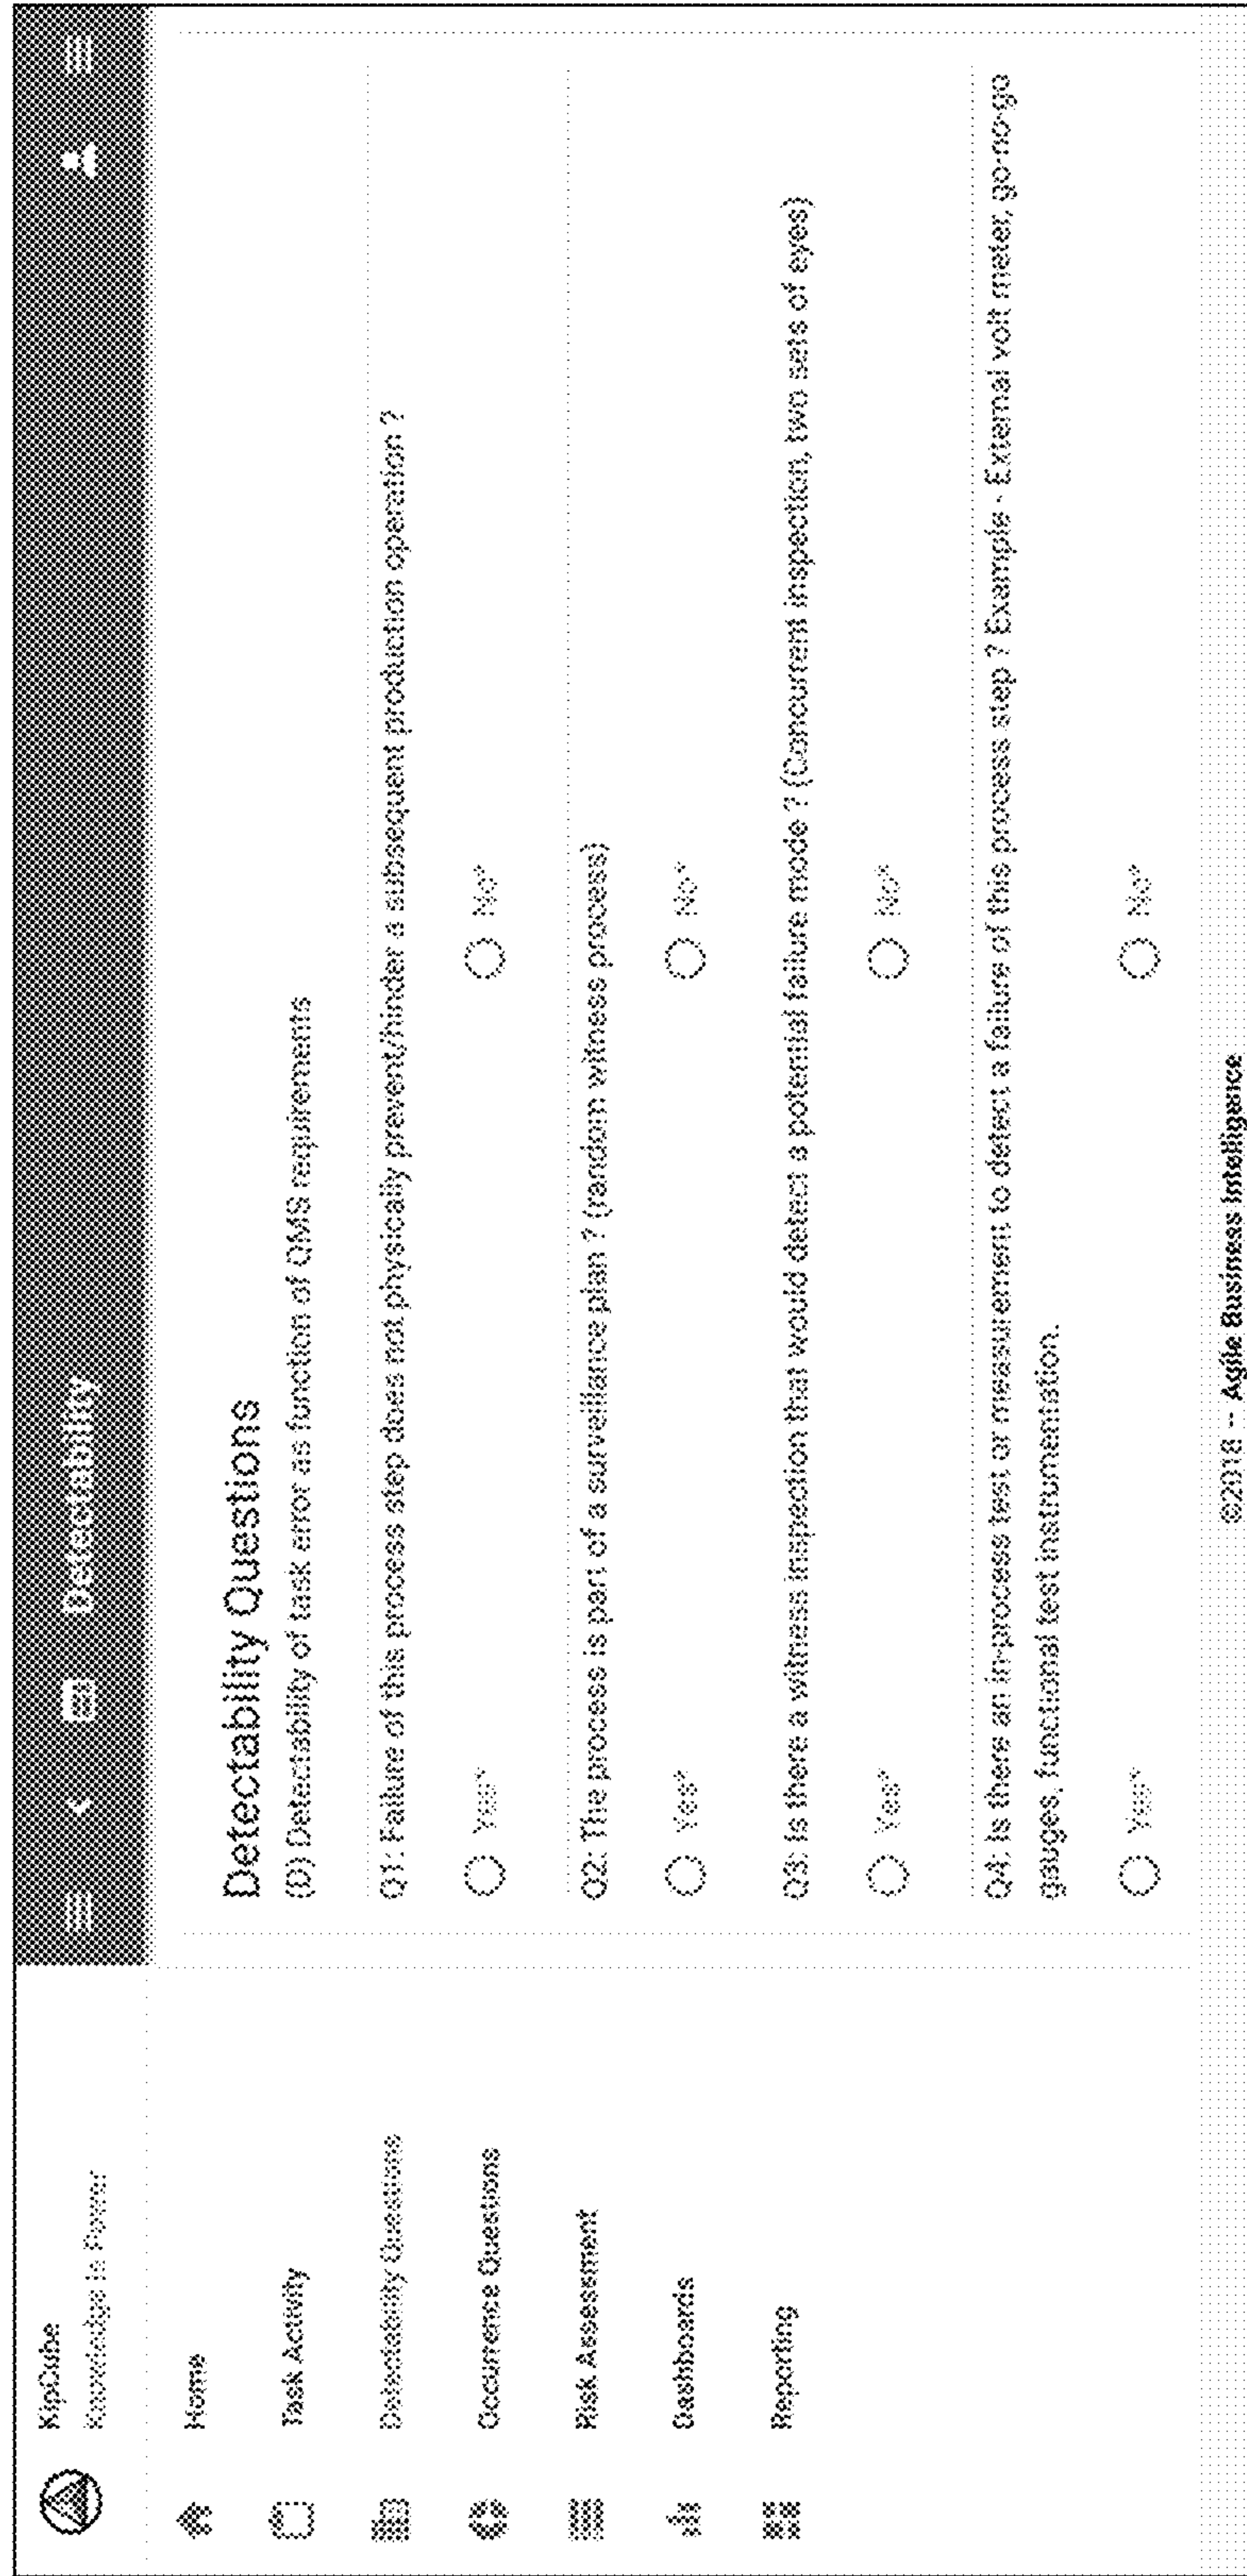 KipCube
Knowledge is Power
Home
Task Activity
Detectability Questions
Occurrence Questions
Risk Assessment
Dashboards
Reporting
Detectability
Detectability Questions
(D) Detectability of task error as function of QMS requirements
Q1: Failure of this process step does not physically prevent/hinder a subsequent production operation ?
Yes* No*
Q2: The process is part of a surveillance plan ? (random witness process)
Yes* No*
Q3: Is there a witness inspection that would detect a potential failure mode ? (Concurrent inspection, two sets of eyes)
Yes* No*
Q4: Is there an in-process test or measurement to detect a failure of this process step ? Example - External volt meter, go-no-go
gauges, functional test instrumentation.
Yes* No*
©2018 -- Agile Business Intelligance